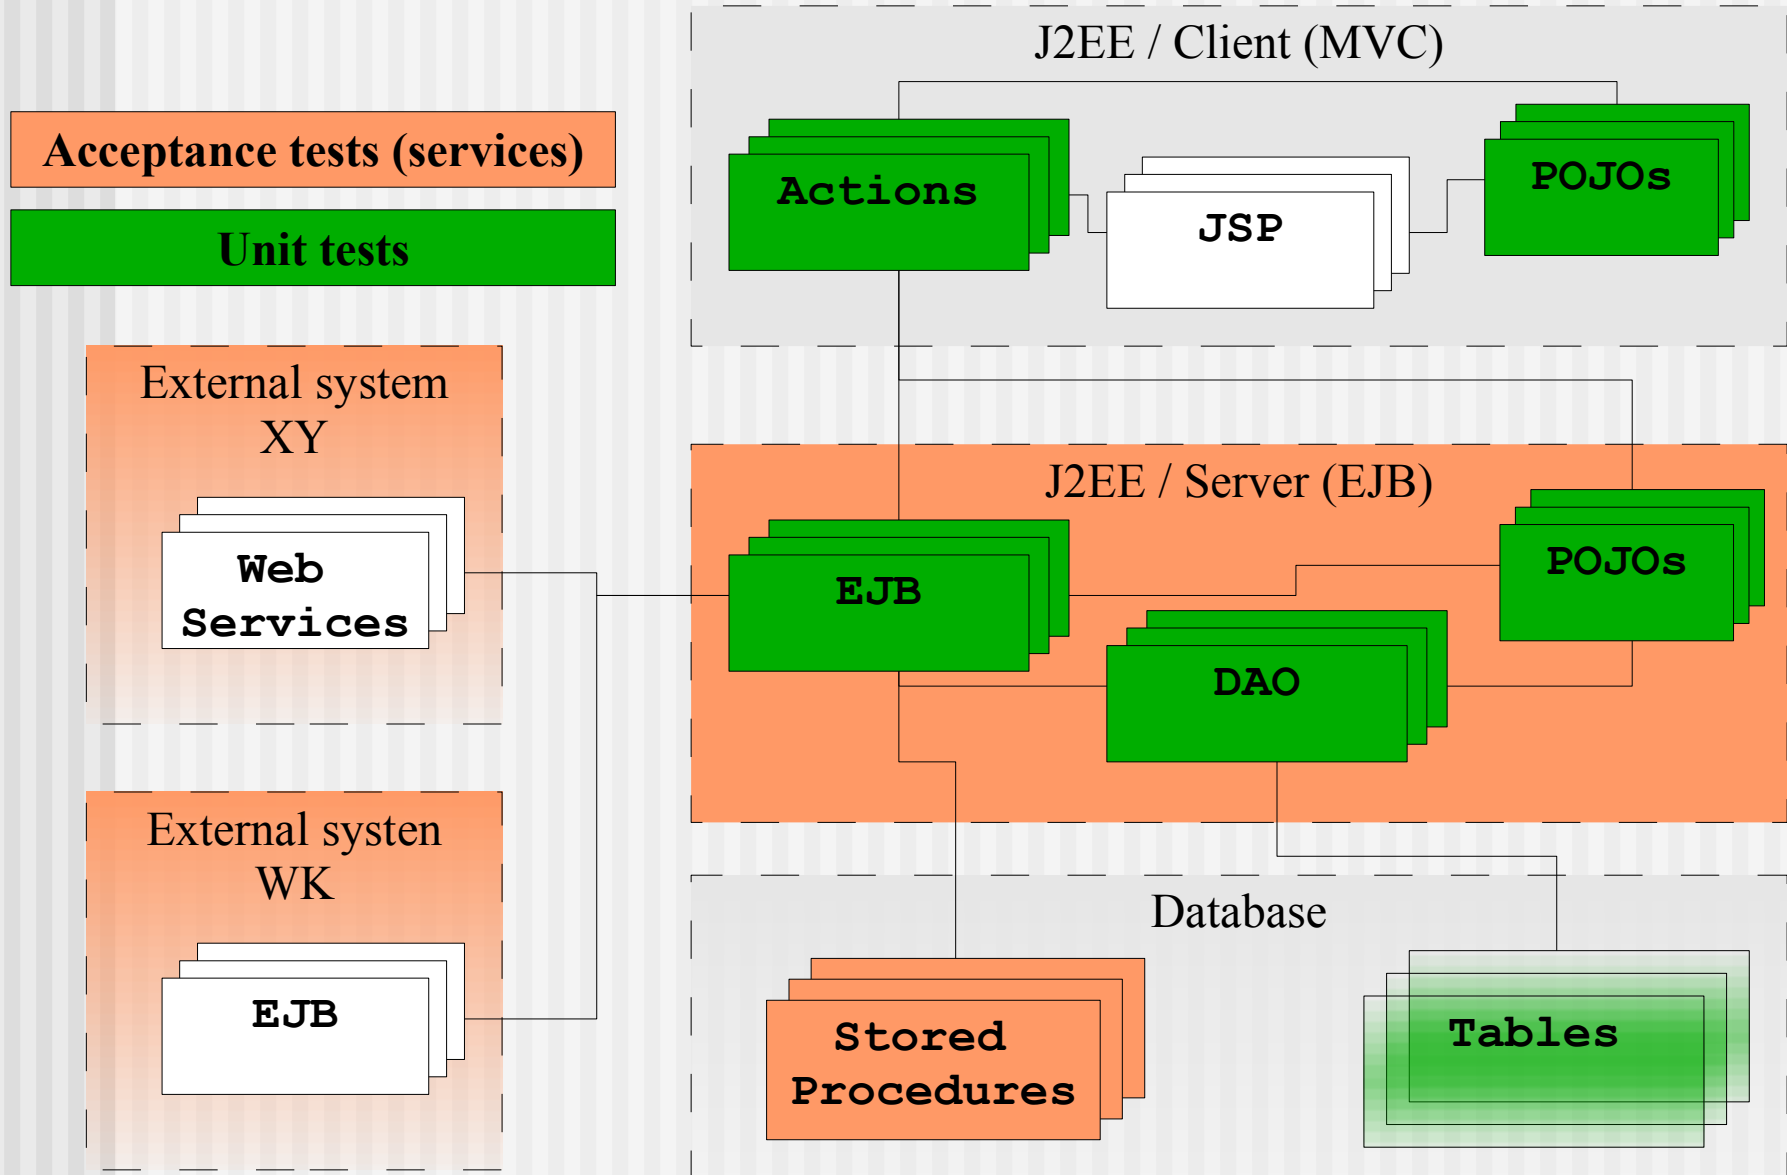 J2EE / Client (MVC)
Acceptance tests (services)
Unit tests
Actions
JSP
POJOs
External system
XY
Web
Services
J2EE / Server (EJB)
EJB
POJOs
DAO
External systen
WK
EJB
Database
Stored
Procedures
Tables